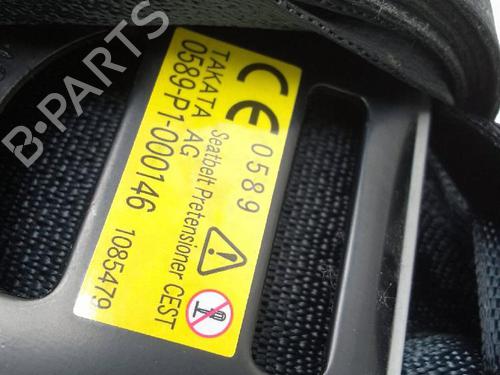 B-PARTS
CE 0589
TAKATA AG
0589-P1-000146 1085479
Seatbelt Pretensioner CEST